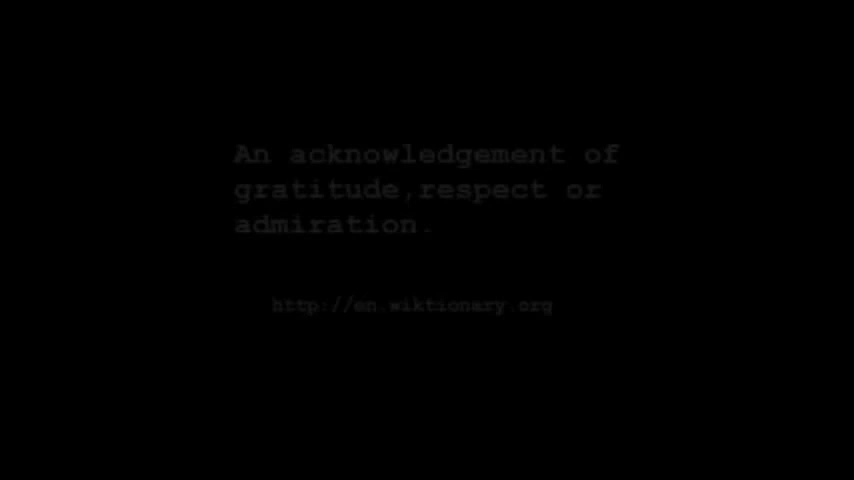 An acknowledgement of
gratitude,respect or
admiration.
http://en.wiktionary.org